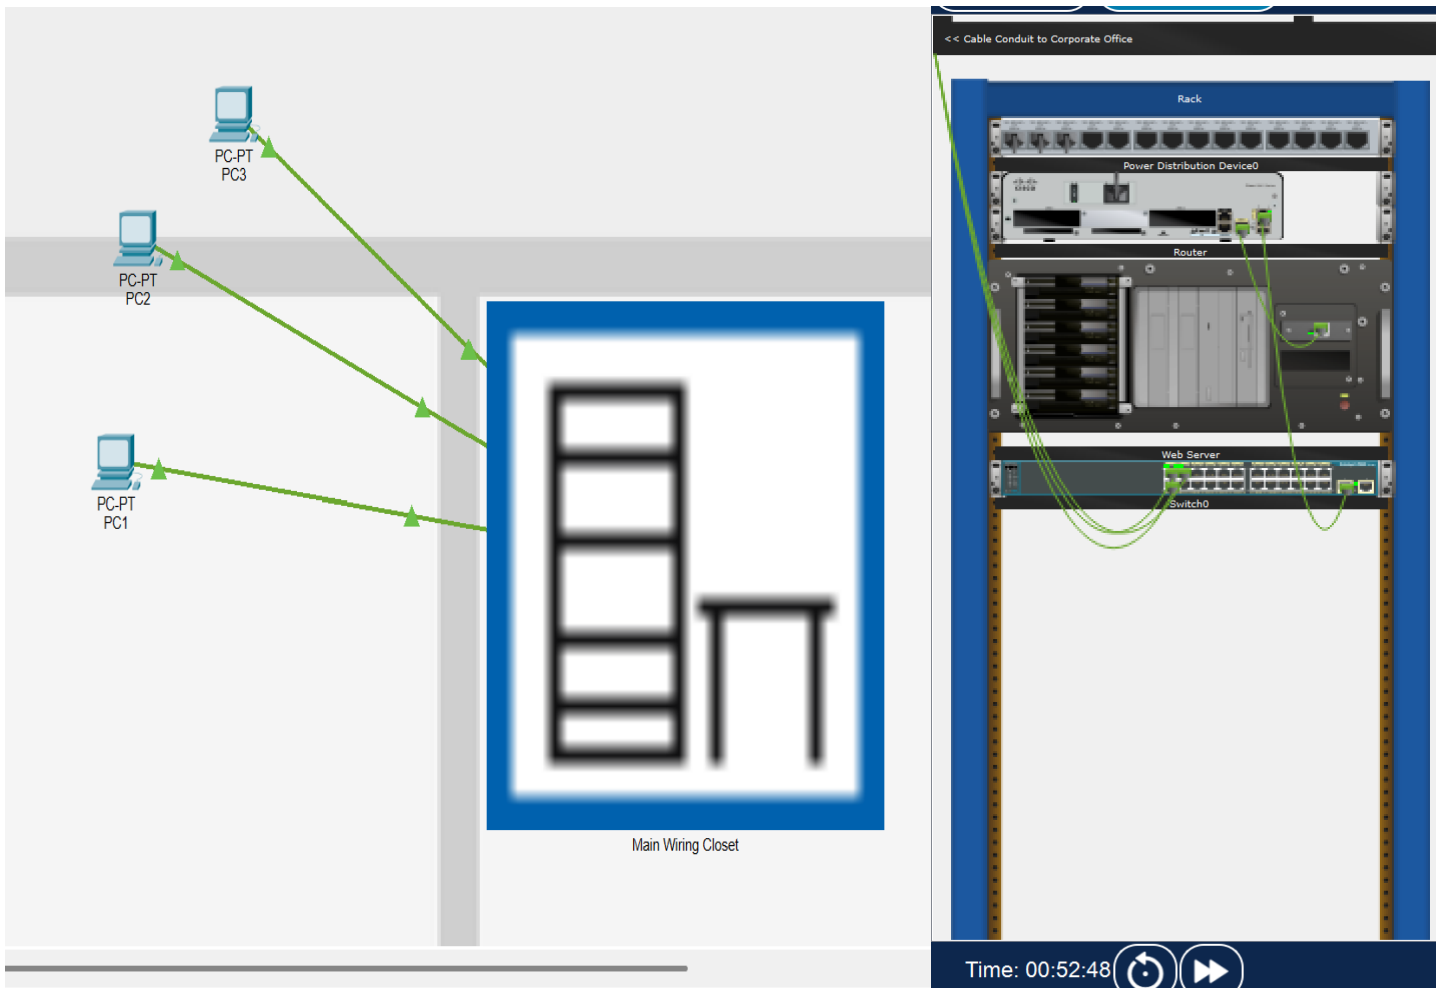 PC-PT
PC3
PC-PT
PC2
PC-PT
PC1
Main Wiring Closet
<< Cable Conduit to Corporate Office
Rack
Power Distribution Device0
Router
Web Server
Switch0
Time: 00:52:48